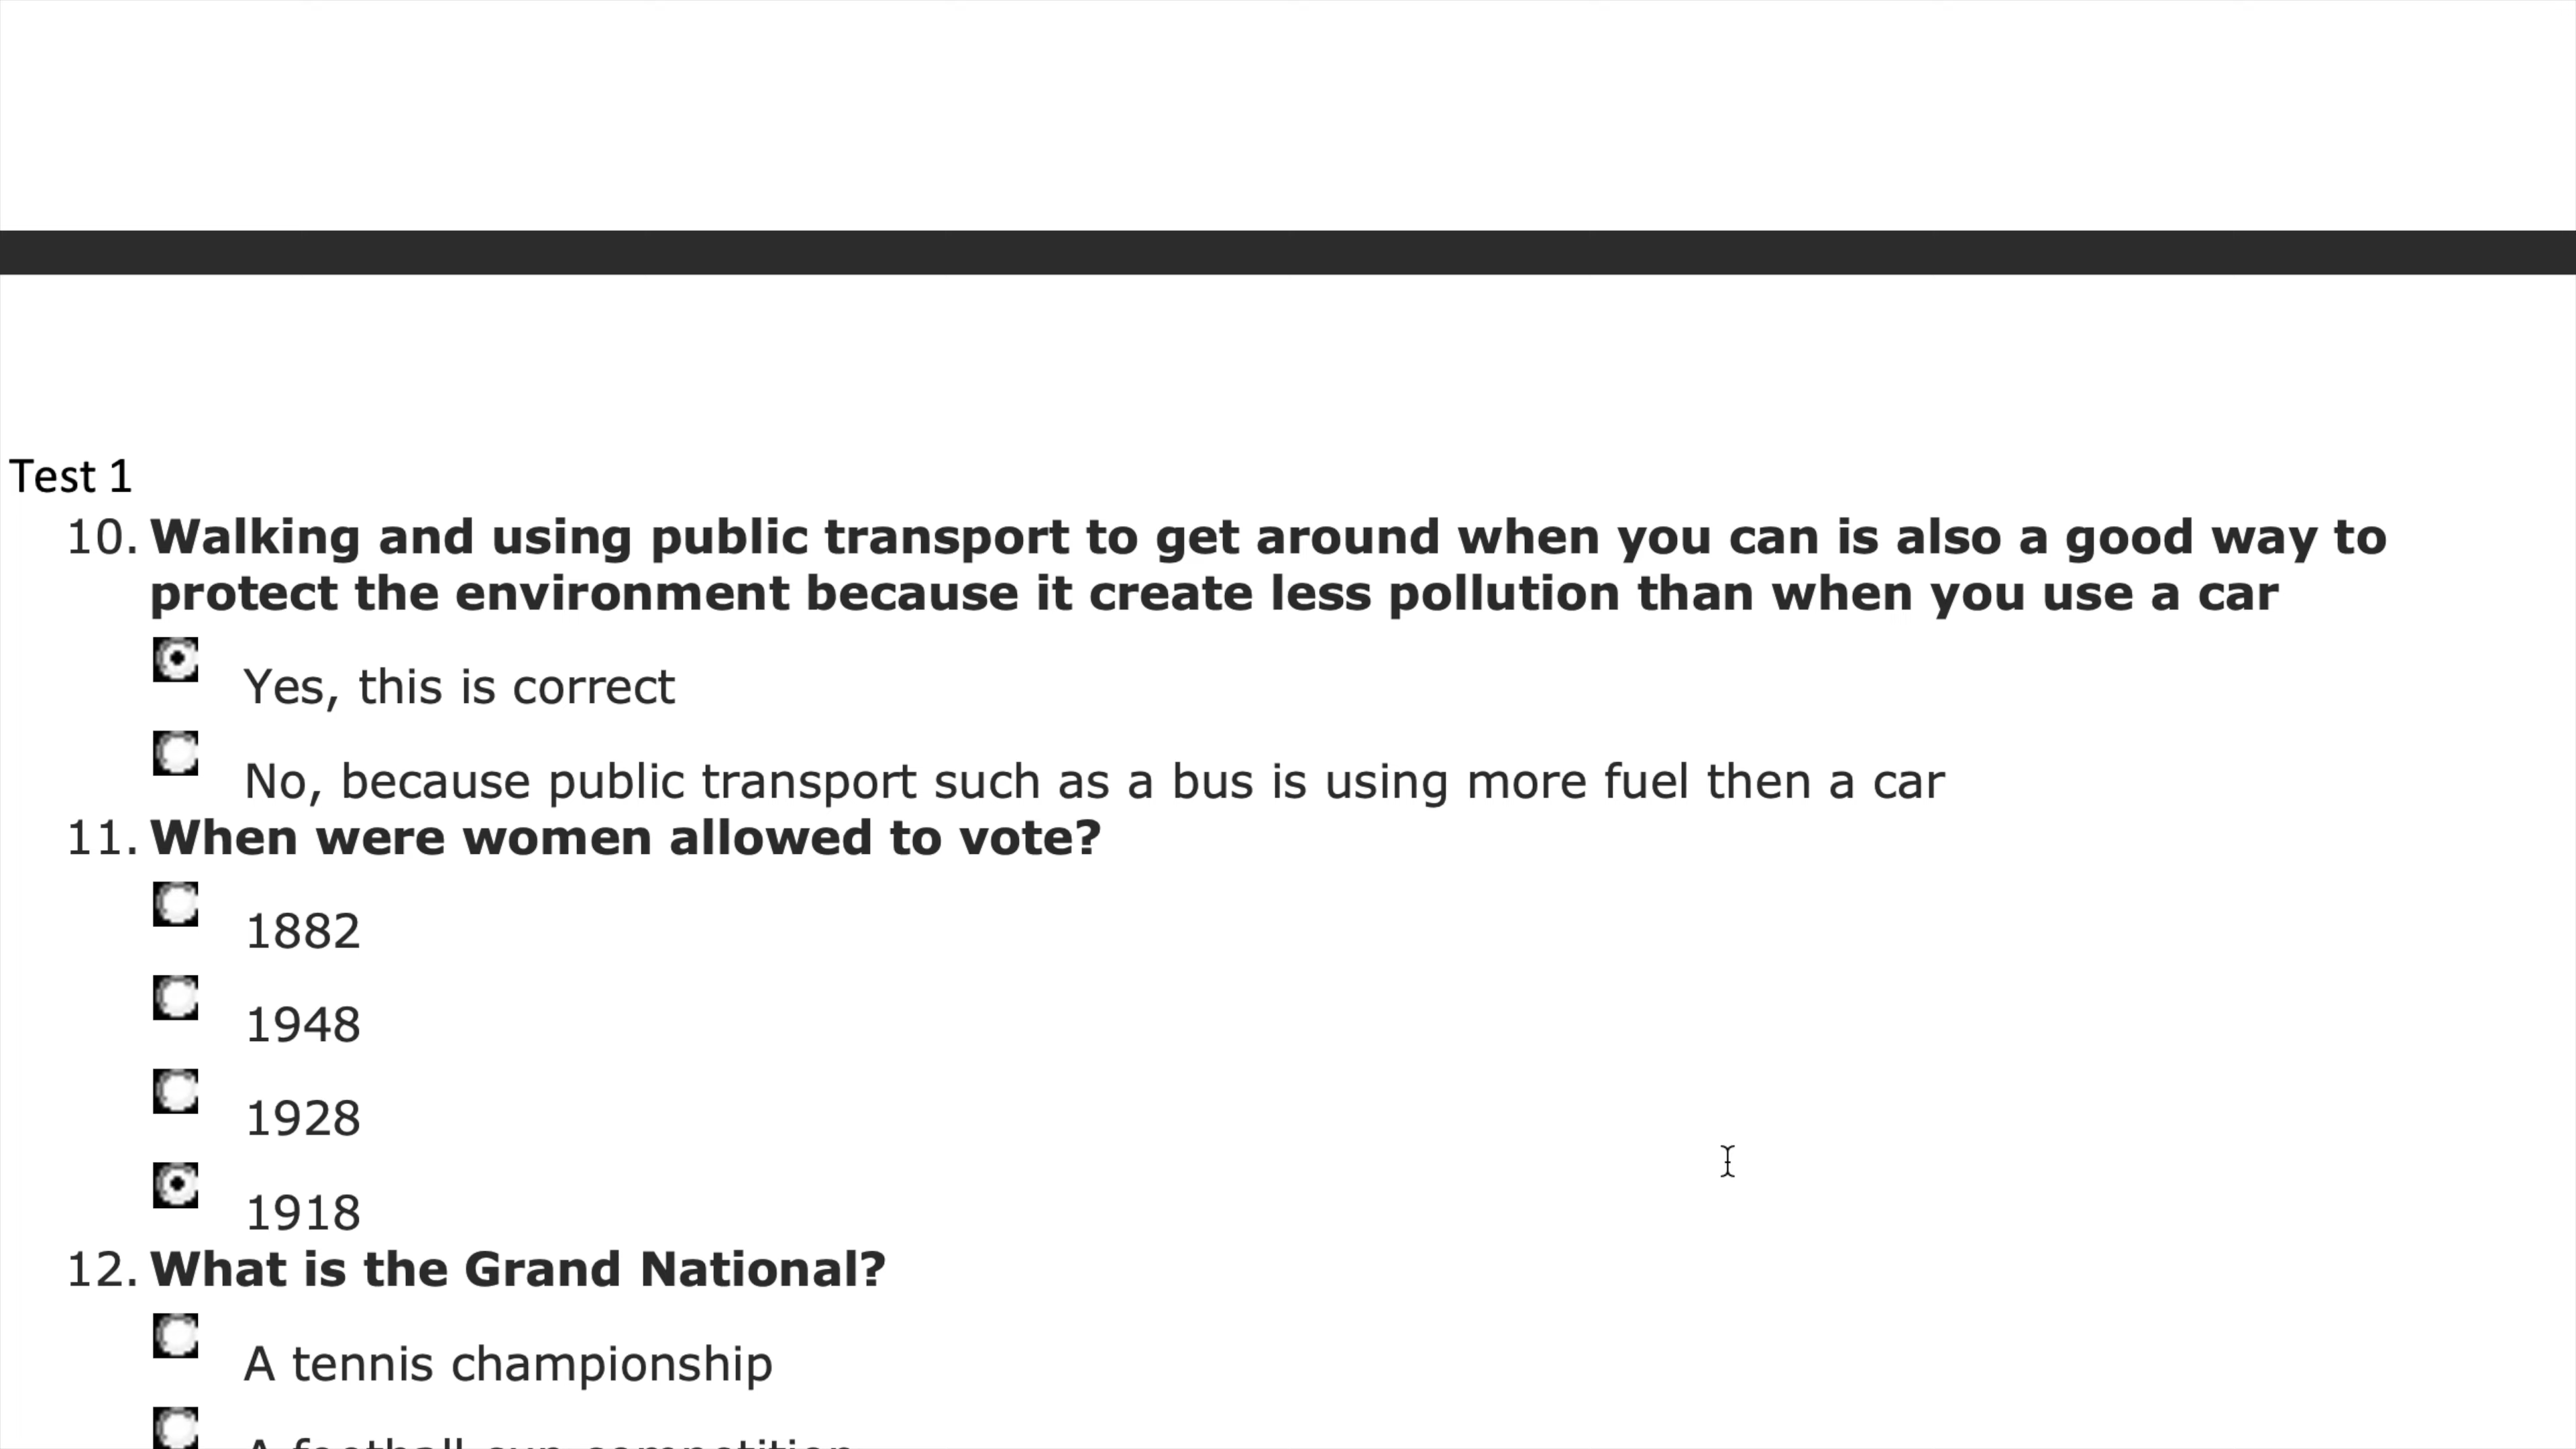 Test 1
10. Walking and using public transport to get around when you can is also a good way to
protect the environment because it create less pollution than when you use a car
Yes, this is correct
No, because public transport such as a bus is using more fuel then a car
11. When were women allowed to vote?
1882
1948
1928
1918
12. What is the Grand National?
A tennis championship
A football cup competition